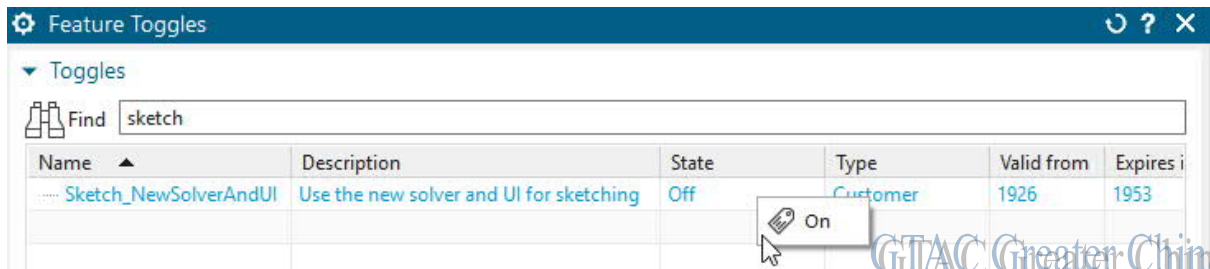 Feature Toggles
Toggles
Find sketch
Name Description State Type Valid from Expires i
Sketch_NewSolverAndUI Use the new solver and UI for sketching Off Customer 1926 1953
On
GTAC Greater Chin